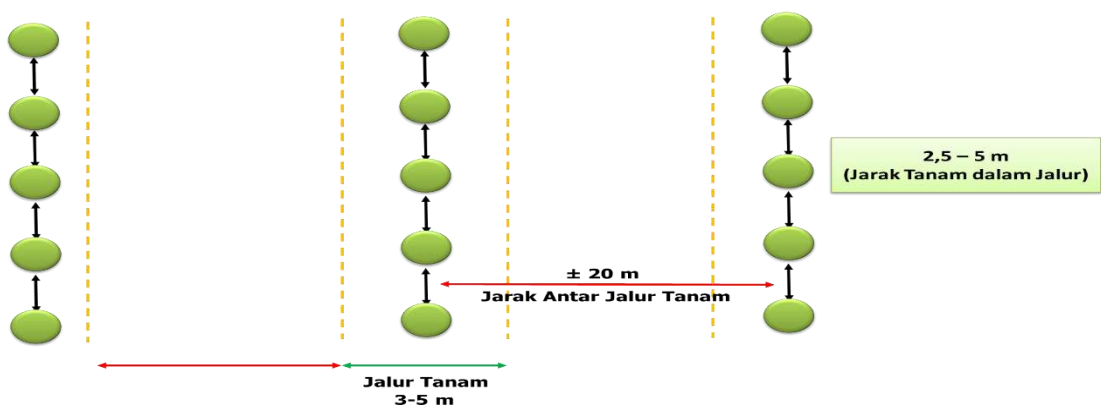 2,5 – 5 m
(Jarak Tanam dalam Jalur)
± 20 m
Jarak Antar Jalur Tanam
Jalur Tanam
3-5 m